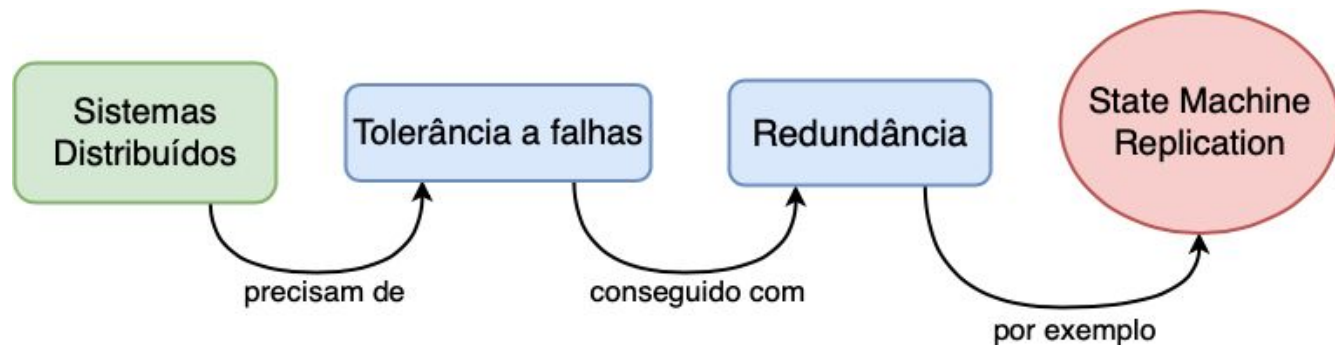 Sistemas
Distribuídos
precisam de
Tolerância a falhas
conseguido com
Redundância
por exemplo
State Machine
Replication